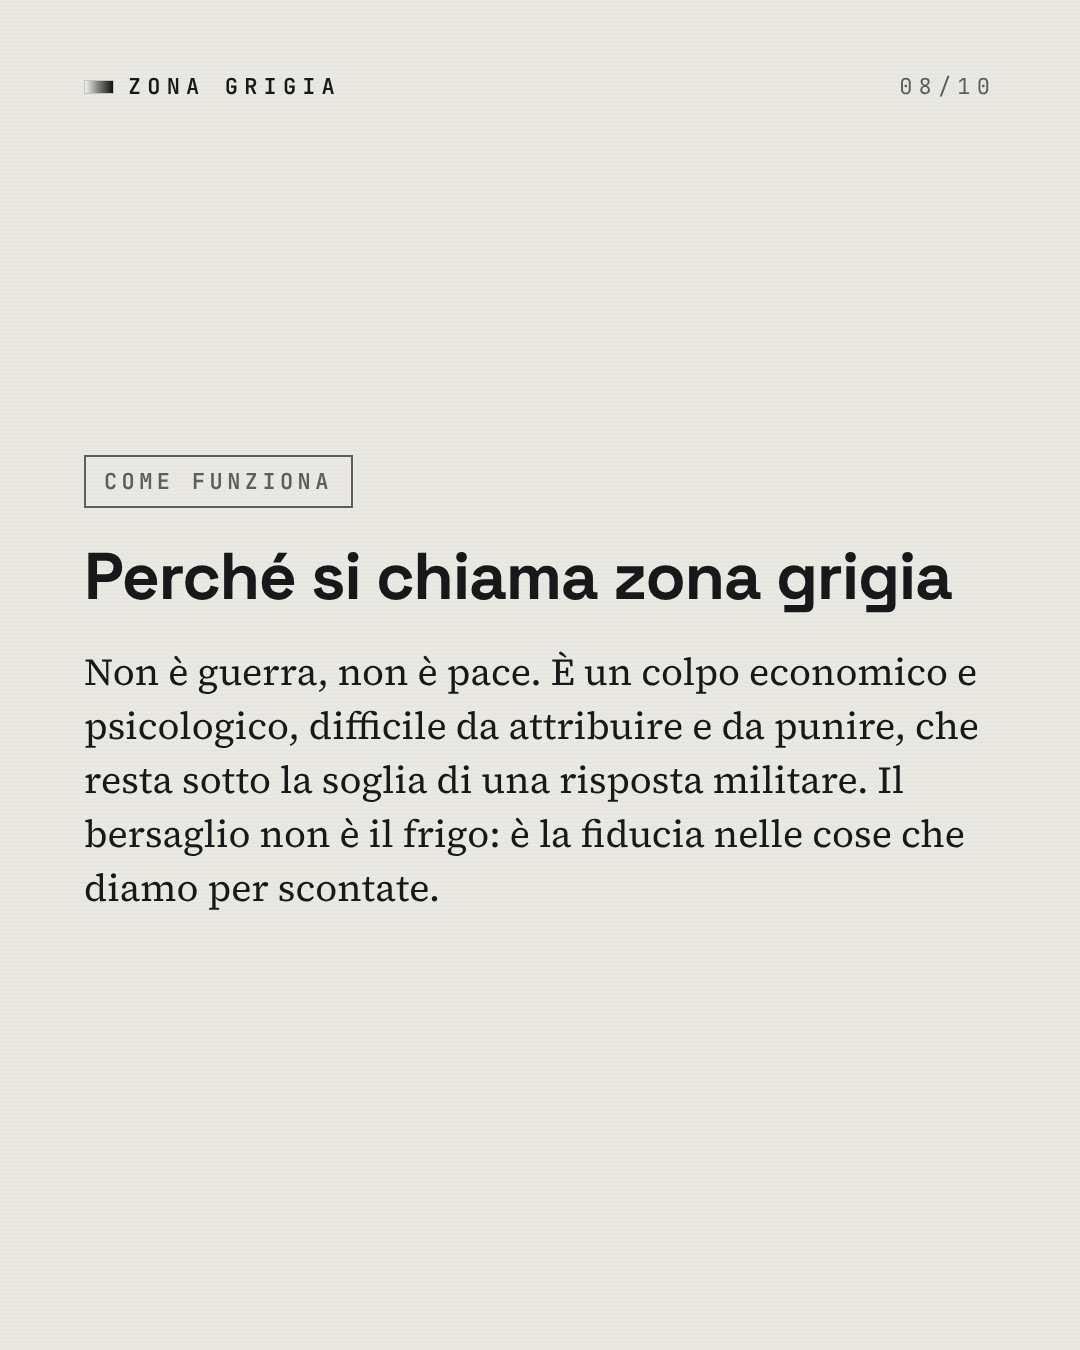 ZONA GRIGIA
08/10
COME FUNZIONA
Perché si chiama zona grigia
Non è guerra, non è pace. È un colpo economico e
psicologico, difficile da attribuire e da punire, che
resta sotto la soglia di una risposta militare. Il
bersaglio non è il frigo: è la fiducia nelle cose che
diamo per scontate.